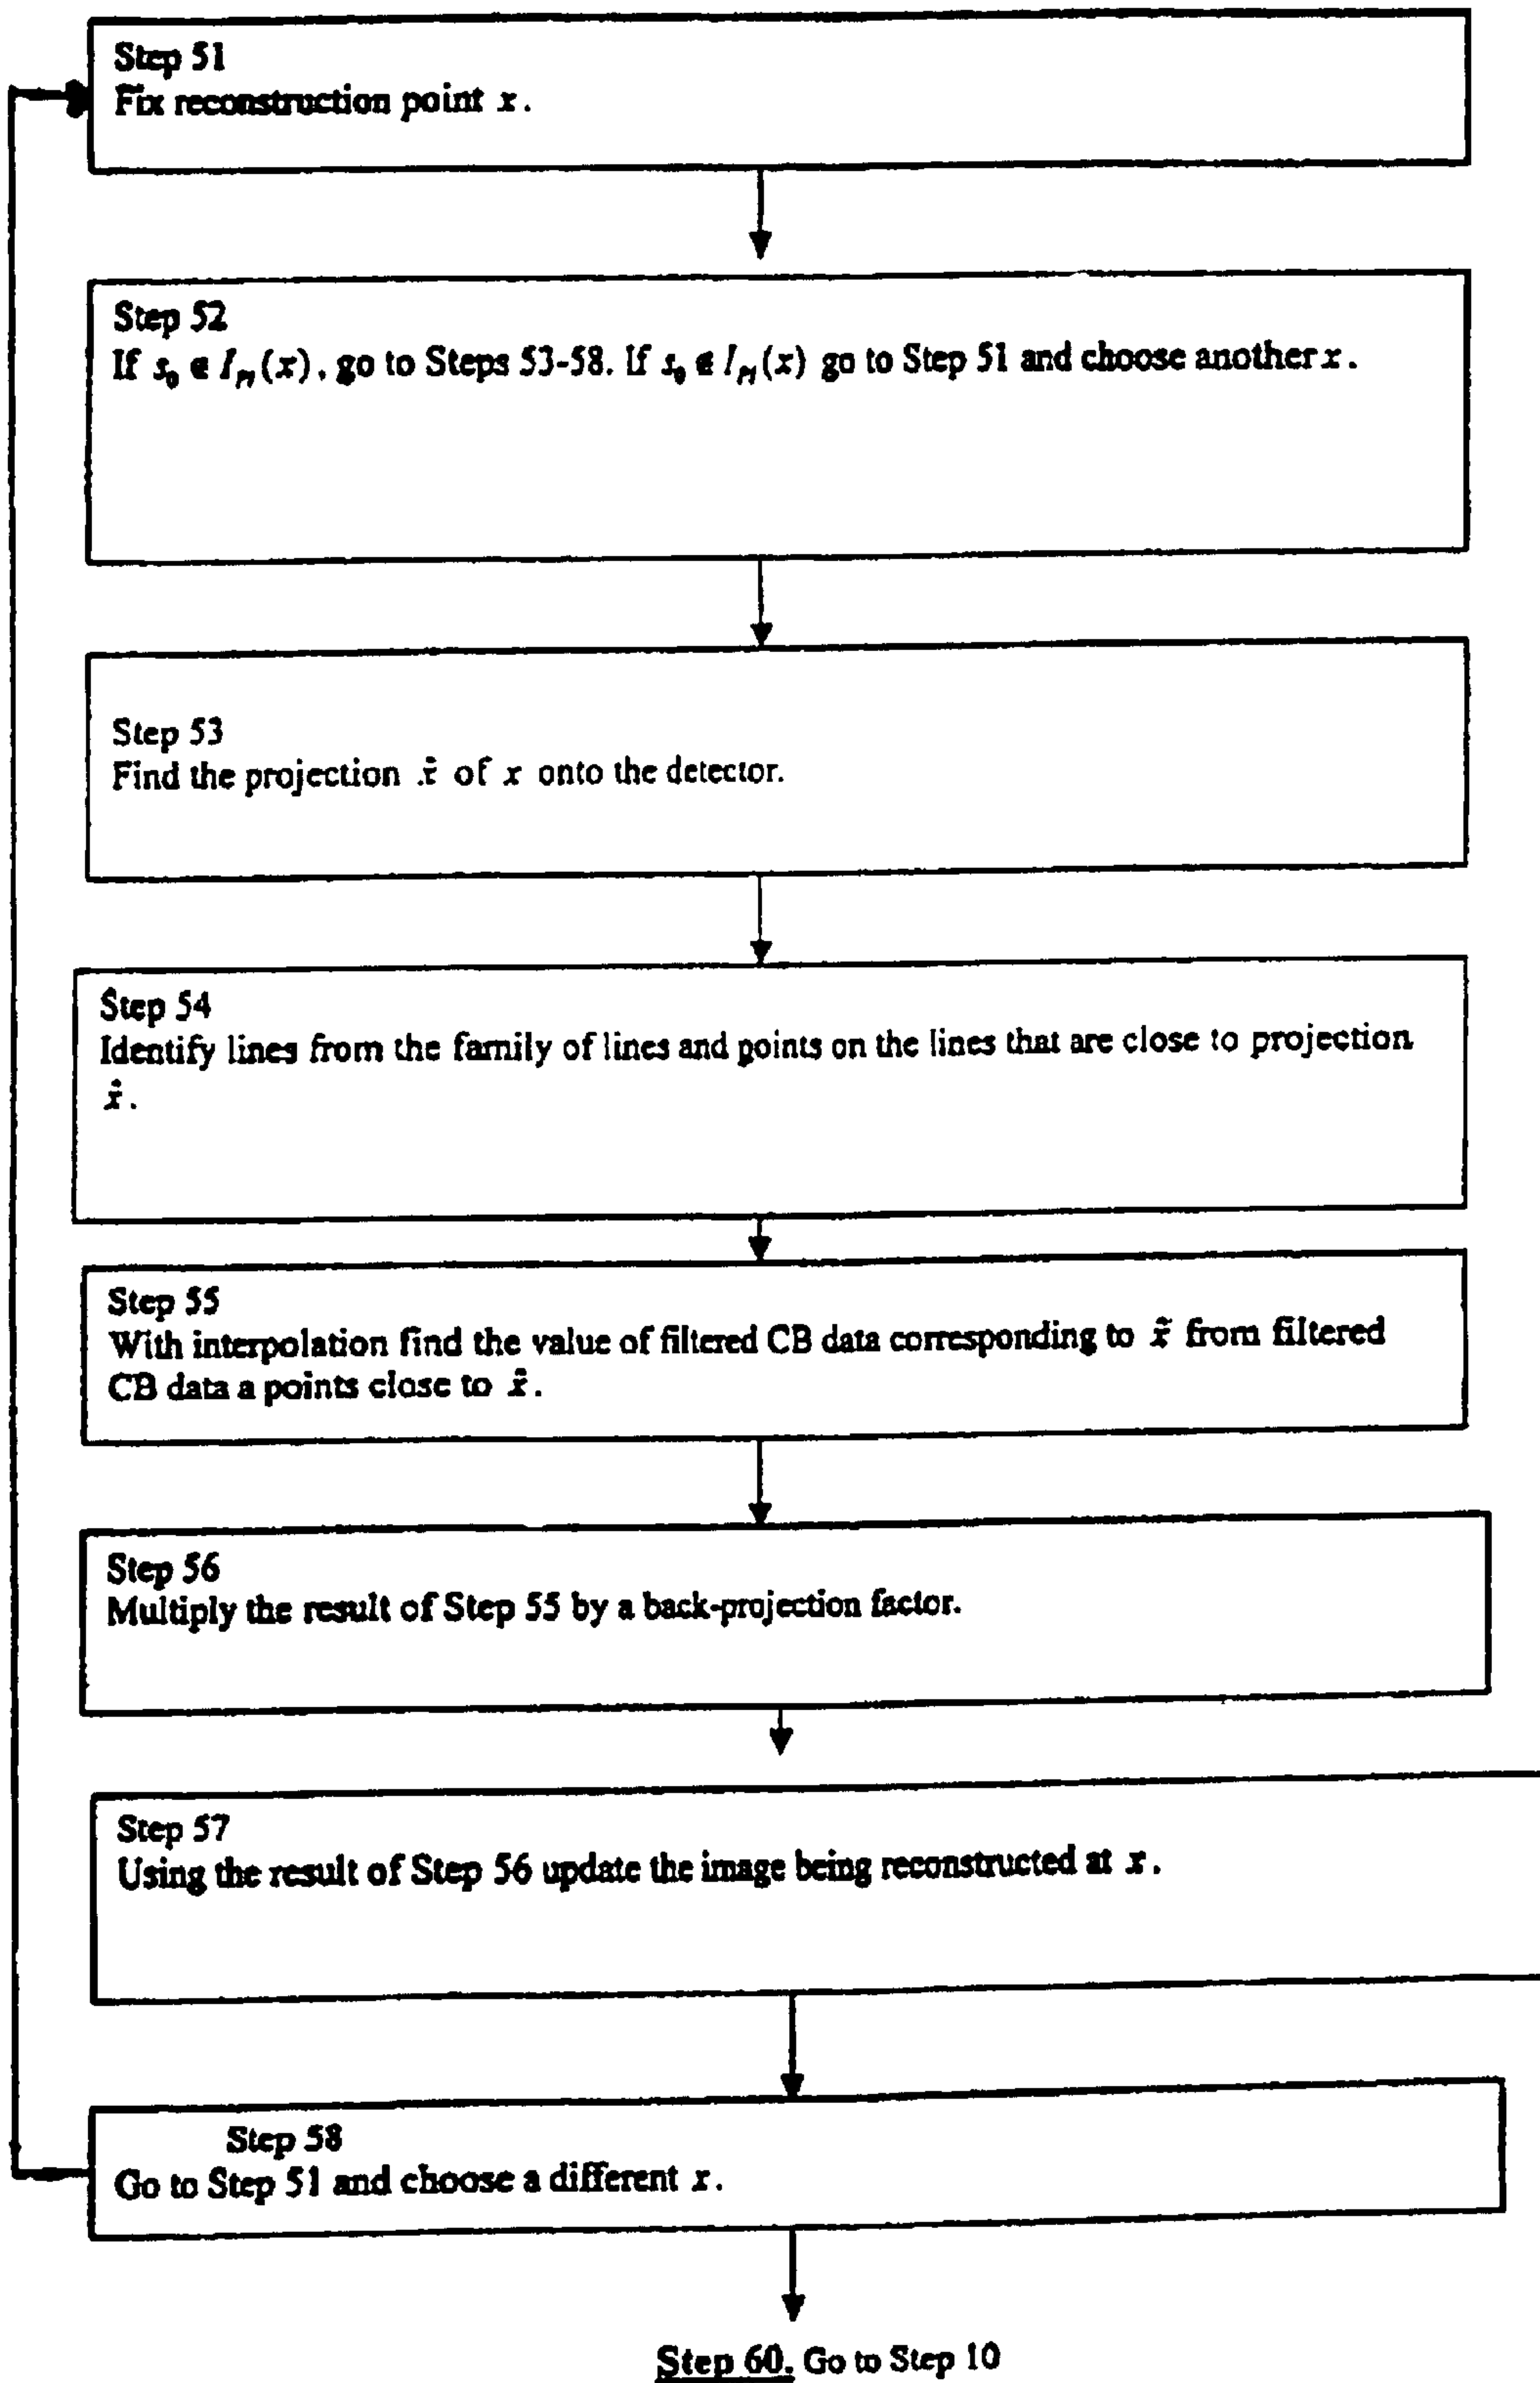 Step 51
Fix reconstruction point x.
Step 52
If s₀ ∈ I_PI(x), go to Steps 53-58. If s₀ ∉ I_PI(x) go to Step 51 and choose another x.
Step 53
Find the projection x̂ of x onto the detector.
Step 54
Identify lines from the family of lines and points on the lines that are close to projection
x̂.
Step 55
With interpolation find the value of filtered CB data corresponding to x̂ from filtered
CB data a points close to x̂.
Step 56
Multiply the result of Step 55 by a back-projection factor.
Step 57
Using the result of Step 56 update the image being reconstructed at x.
Step 58
Go to Step 51 and choose a different x.
Step 60. Go to Step 10